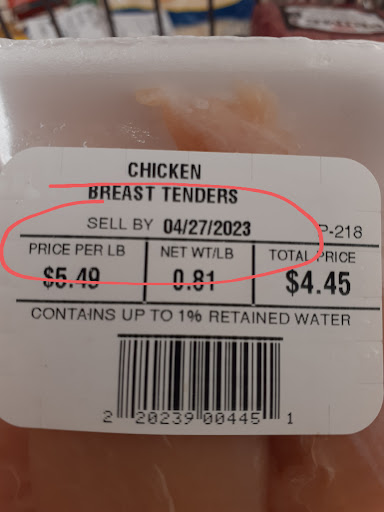 CHICKEN
BREAST TENDERS
SELL BY 04/27/2023
P-218
PRICE PER LB NET WT/LB TOTAL PRICE
$5.49 0.81 $4.45
CONTAINS UP TO 1% RETAINED WATER
2 20239 00445 1